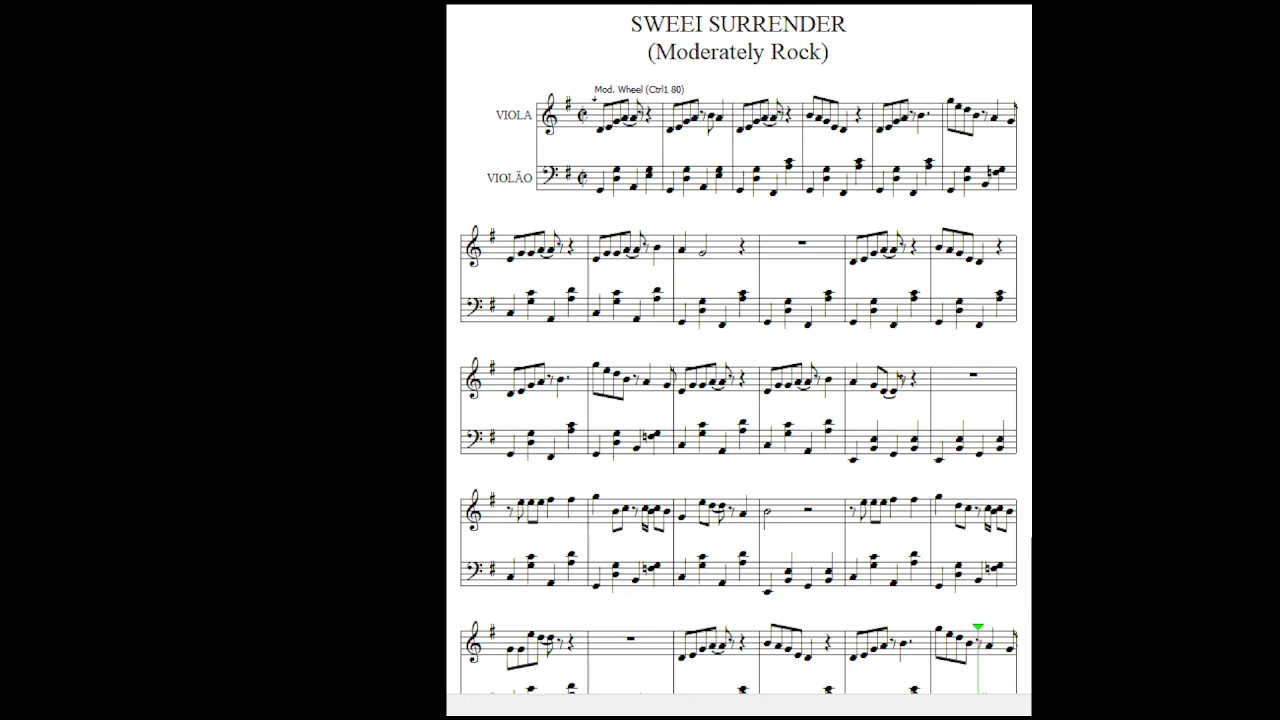 SWEEI SURRENDER
(Moderately Rock)
Mod. Wheel (Ctrl1 80)
VIOLA
VIOLÃO